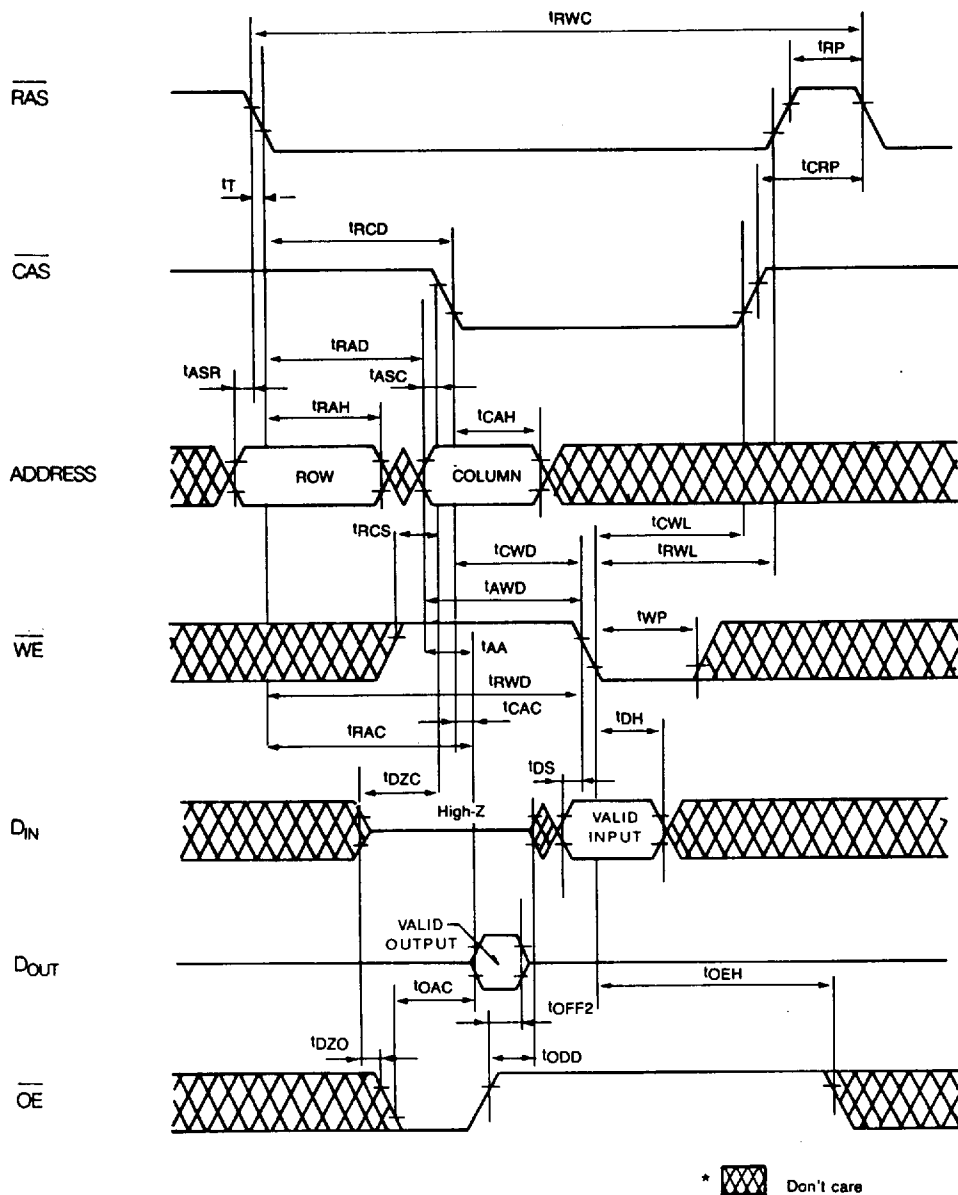 tRWC
tRP
RAS
tCRP
tT
tRCD
CAS
tRAD
tASR
tASC
tRAH
tCAH
ADDRESS
ROW
COLUMN
tRCS
tCWL
tCWD
tRWL
tAWD
tWP
WE
tAA
tRWD
tCAC
tDH
tRAC
tDS
tDZC
High-Z
DIN
VALID
INPUT
VALID
OUTPUT
DOUT
tOAC
tOEH
tOFF2
tDZO
tODD
OE
* Don't care